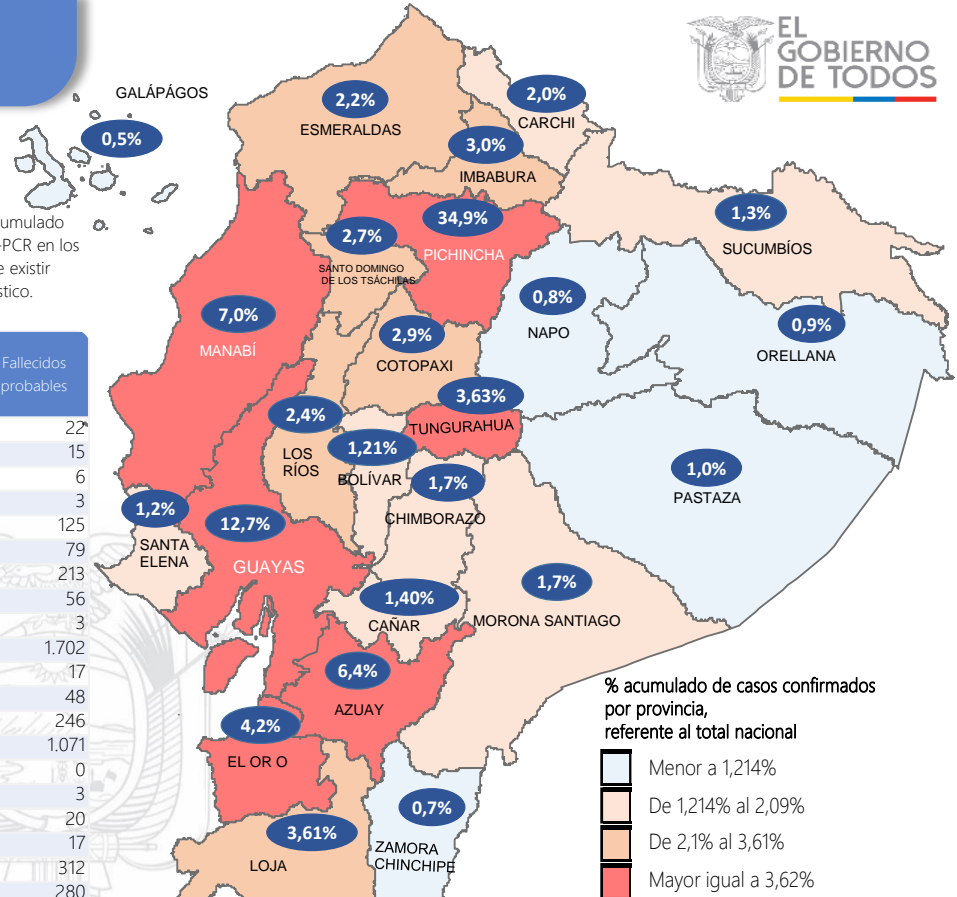 EL
GOBIERNO
DE TODOS
GALÁPÁGOS
0,5%
2,2%
ESMERALDAS
2,0%
CARCHI
3,0%
IMBABURA
34,9%
PICHINCHA
1,3%
SUCUMBÍOS
2,7%
SANTO DOMINGO
DE LOS TSÁCHILAS
-PCR en los
e existir
7,0%
MANABÍ
2,9%
COTOPAXI
0,8%
NAPO
0,9%
ORELLANA
Fallecidos
probables
22
15
6
3
125
79
213
56
3
1.702
17
48
246
1.071
0
3
20
17
312
280
3,63%
TUNGURAHUA
2,4%
LOS
RÍOS
1,21%
BOLÍVAR
1,7%
CHIMBORAZO
1,0%
PASTAZA
1,2%
SANTA
ELENA
12,7%
GUAYAS
1,40%
CAÑAR
1,7%
MORONA SANTIAGO
6,4%
AZUAY
4,2%
EL OR O
3,61%
LOJA
0,7%
ZAMORA
CHINCHIPE
% acumulado de casos confirmados
por provincia,
referente al total nacional
Menor a 1,214%
De 1,214% al 2,09%
De 2,1% al 3,61%
Mayor igual a 3,62%